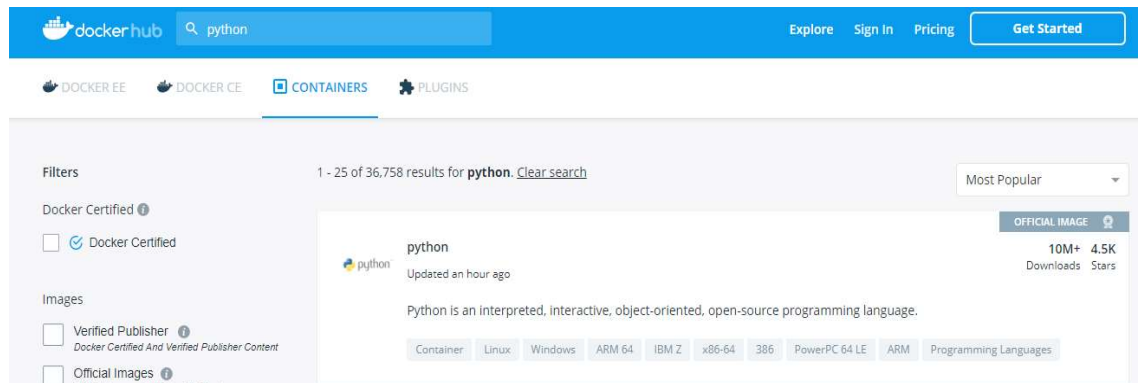 dockerhub python Explore Sign In Pricing Get Started
DOCKER EE DOCKER CE CONTAINERS PLUGINS
Filters
1 - 25 of 36,758 results for python. Clear search
Most Popular
Docker Certified
Docker Certified
OFFICIAL IMAGE
python
python
10M+ 4.5K
Downloads Stars
Updated an hour ago
Python is an interpreted, interactive, object-oriented, open-source programming language.
Container Linux Windows ARM 64 IBM Z x86-64 386 PowerPC 64 LE ARM Programming Languages
Images
Verified Publisher
Docker Certified And Verified Publisher Content
Official Images